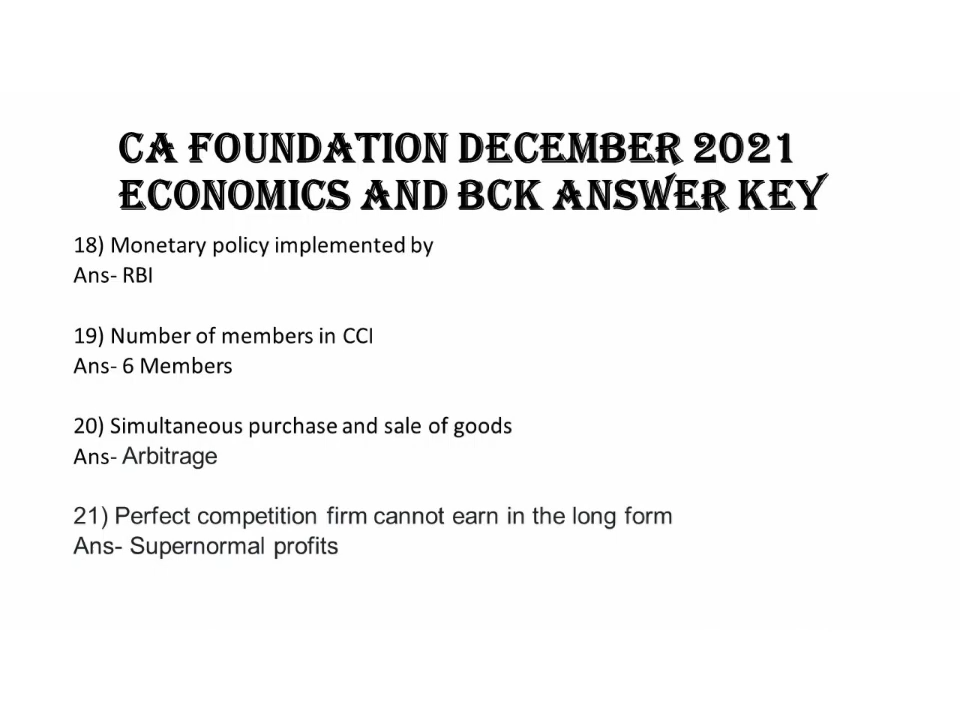 CA FOUNDATION DECEMBER 2021
ECONOMICS AND BCK ANSWER KEY
18) Monetary policy implemented by
Ans- RBI
19) Number of members in CCI
Ans- 6 Members
20) Simultaneous purchase and sale of goods
Ans- Arbitrage
21) Perfect competition firm cannot earn in the long form
Ans- Supernormal profits